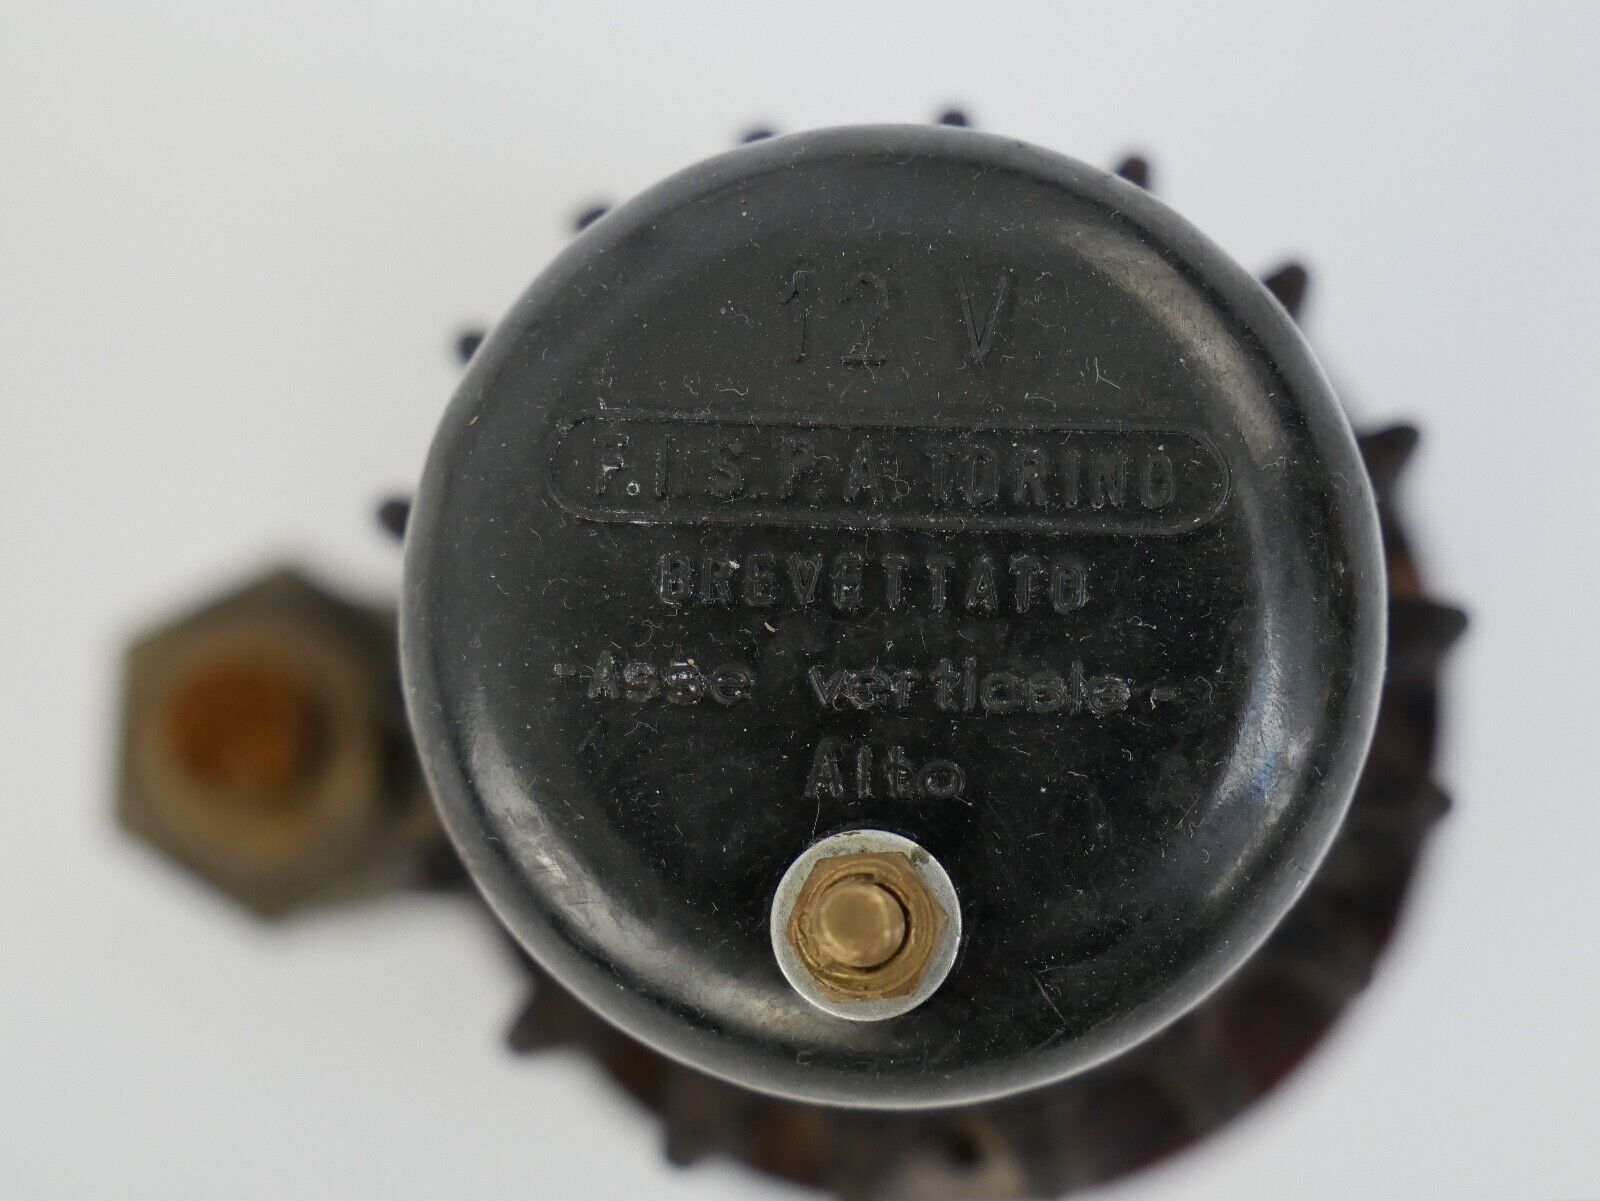 12 V
F.I.S.P.A. TORINO
BREVETTATO
-Asse verticale-
Alto